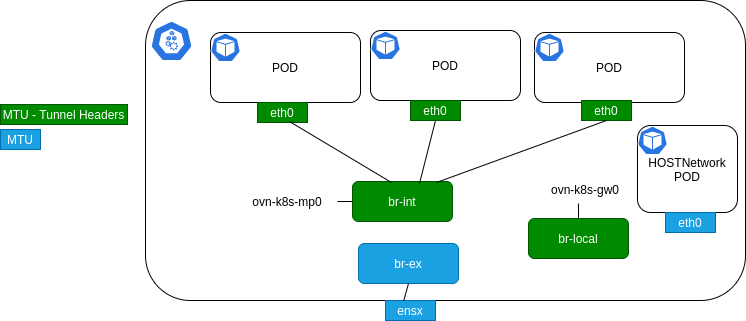 POD
POD
POD
MTU - Tunnel Headers
eth0
eth0
eth0
MTU
HOSTNetwork
POD
ovn-k8s-mp0
br-int
ovn-k8s-gw0
eth0
br-local
br-ex
ensx